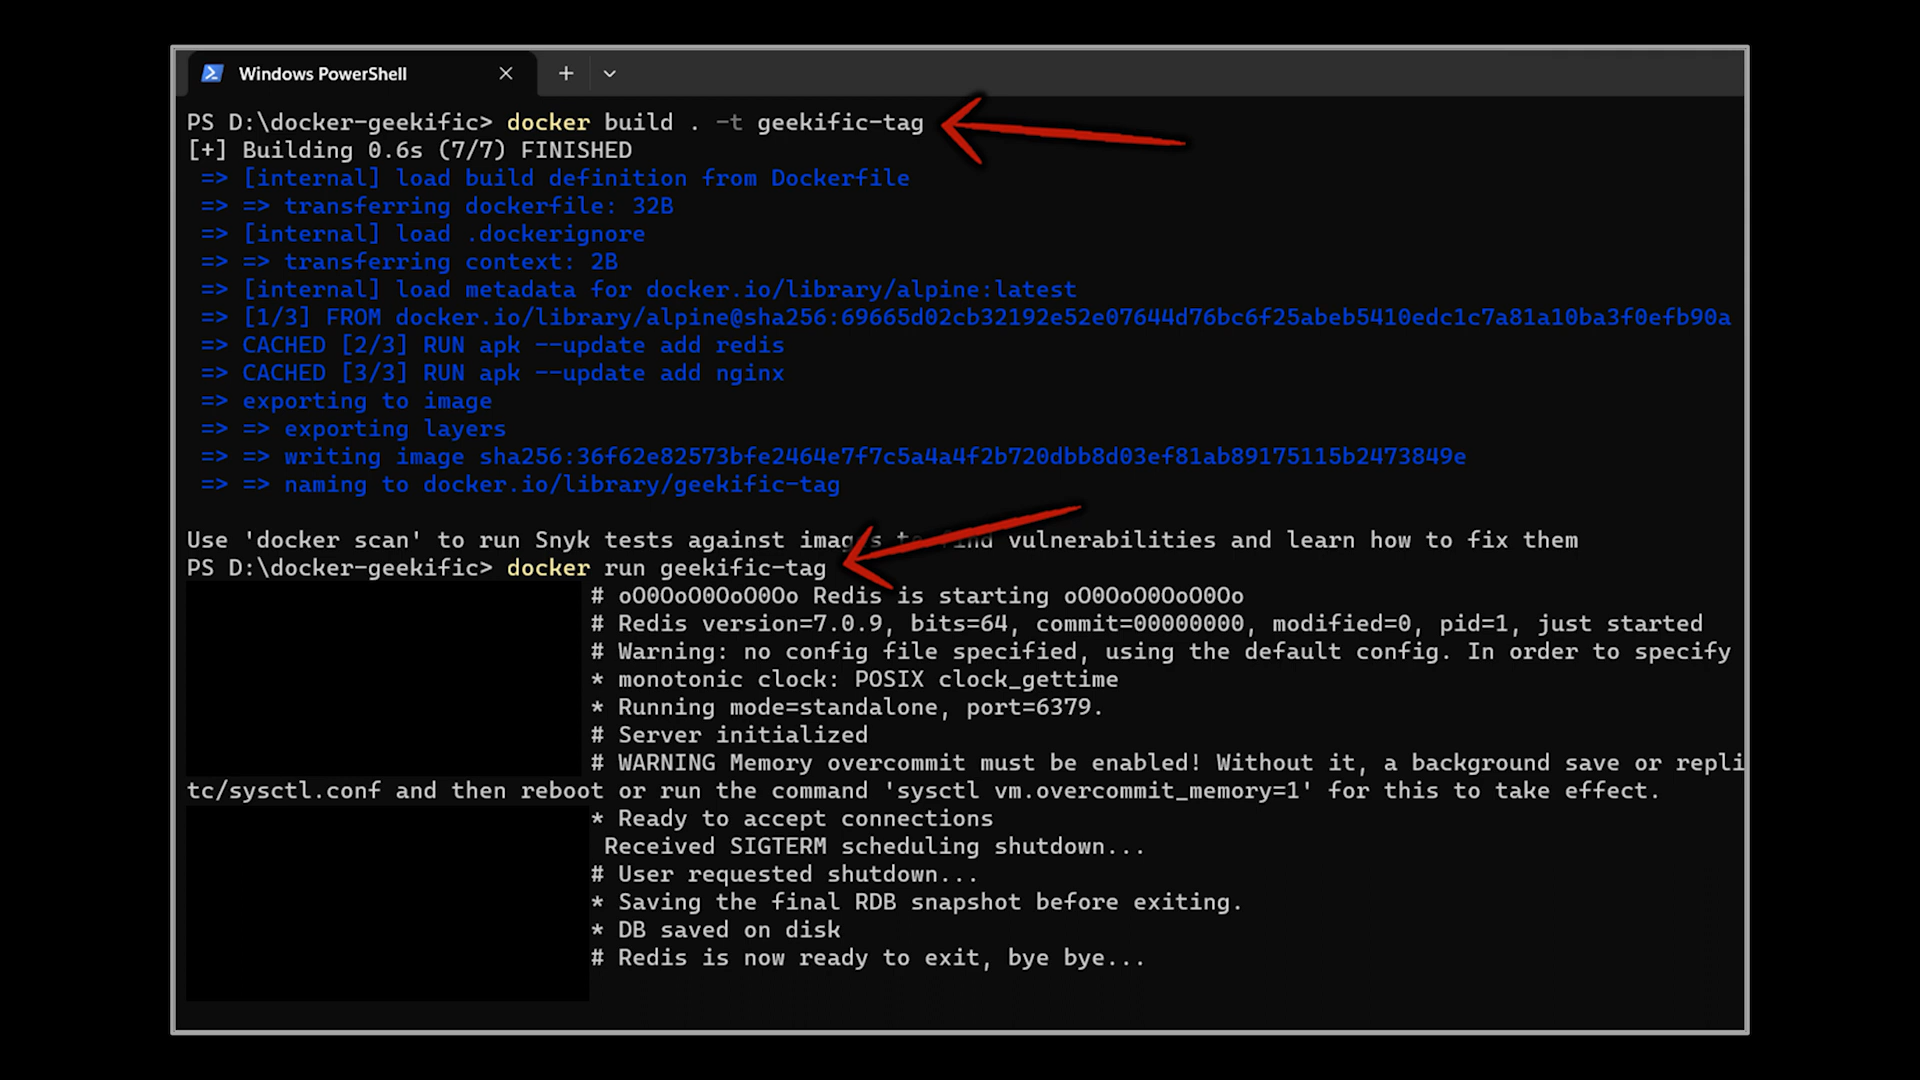 Windows PowerShell
PS D:\docker-geekific> docker build . -t geekific-tag
[+] Building 0.6s (7/7) FINISHED
=> [internal] load build definition from Dockerfile
=> => transferring dockerfile: 32B
=> [internal] load .dockerignore
=> => transferring context: 2B
=> [internal] load metadata for docker.io/library/alpine:latest
=> [1/3] FROM docker.io/library/alpine@sha256:69665d02cb32192e52e07644d76bc6f25abeb5410edc1c7a81a10ba3f0efb90a
=> CACHED [2/3] RUN apk --update add redis
=> CACHED [3/3] RUN apk --update add nginx
=> exporting to image
=> => exporting layers
=> => writing image sha256:36f62e82573bfe2464e7f7c5a4a4f2b720dbb8d03ef81ab89175115b2473849e
=> => naming to docker.io/library/geekific-tag
Use 'docker scan' to run Snyk tests against images to find vulnerabilities and learn how to fix them
PS D:\docker-geekific> docker run geekific-tag
# oO0OoO0OoO0Oo Redis is starting oO0OoO0OoO0Oo
# Redis version=7.0.9, bits=64, commit=00000000, modified=0, pid=1, just started
# Warning: no config file specified, using the default config. In order to specify
* monotonic clock: POSIX clock_gettime
* Running mode=standalone, port=6379.
# Server initialized
# WARNING Memory overcommit must be enabled! Without it, a background save or repli
tc/sysctl.conf and then reboot or run the command 'sysctl vm.overcommit_memory=1' for this to take effect.
* Ready to accept connections
Received SIGTERM scheduling shutdown...
# User requested shutdown...
* Saving the final RDB snapshot before exiting.
* DB saved on disk
# Redis is now ready to exit, bye bye...